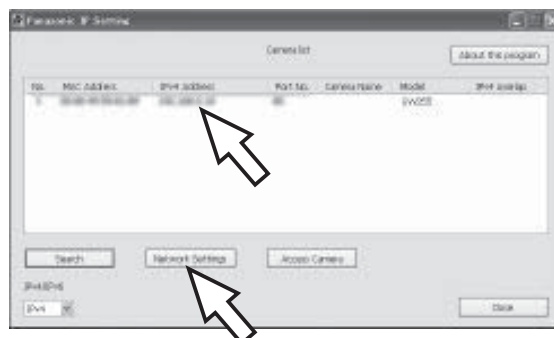 Panasonic IP Setting
Camera list
About this program
No. MAC Address IPv4 address Port No. Camera Name Model IPv4 overlap
Search Network Settings Access Camera
IPv4/IPv6
IPv4 Close